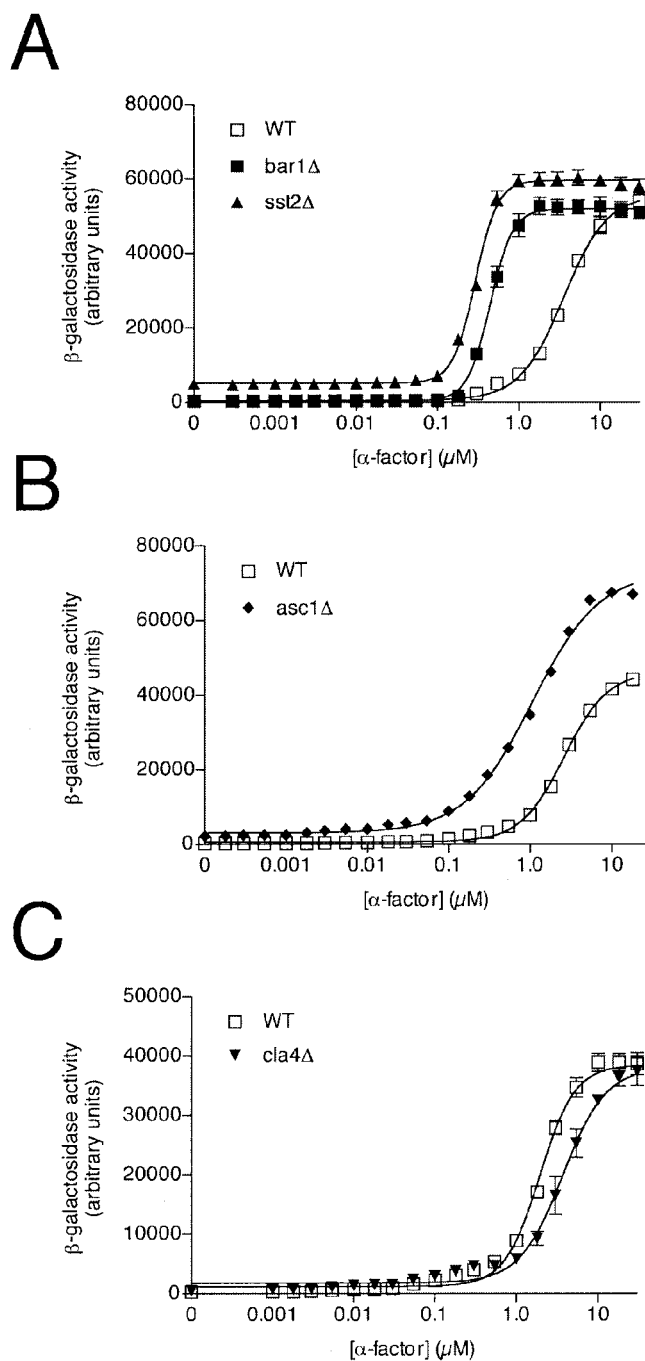 A
80000
60000
40000
20000
0
β-galactosidase activity
(arbitrary units)
WT
bar1Δ
sst2Δ
0
0.001
0.01
0.1
1.0
10
[α-factor] (µM)
B
80000
60000
40000
20000
0
β-galactosidase activity
(arbitrary units)
WT
asc1Δ
0
0.001
0.01
0.1
1.0
10
[α-factor] (µM)
C
50000
40000
30000
20000
10000
0
β-galactosidase activity
(arbitrary units)
WT
cla4Δ
0
0.001
0.01
0.1
1.0
10
[α-factor] (µM)